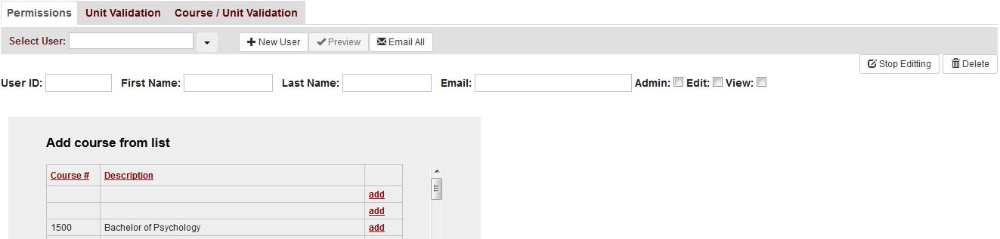 Permissions Unit Validation Course / Unit Validation
Select User: New User Preview Email All
Stop Editting Delete
User ID: First Name: Last Name: Email: Admin: Edit: View:
Add course from list
Course # Description
add
add
1500 Bachelor of Psychology add